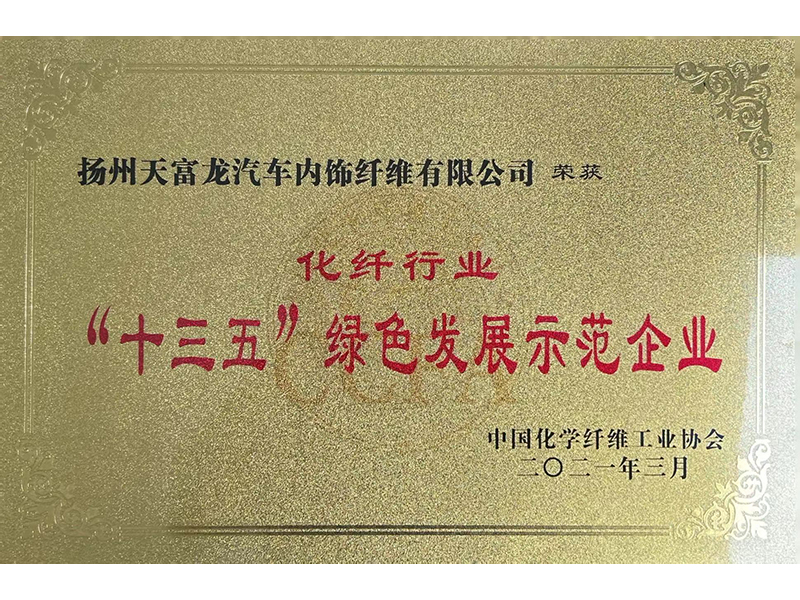 扬州天富龙汽车内饰纤维有限公司 荣获
化纤行业
“十三五”绿色发展示范企业
CCFA
中国化学纤维工业协会
二〇二一年三月